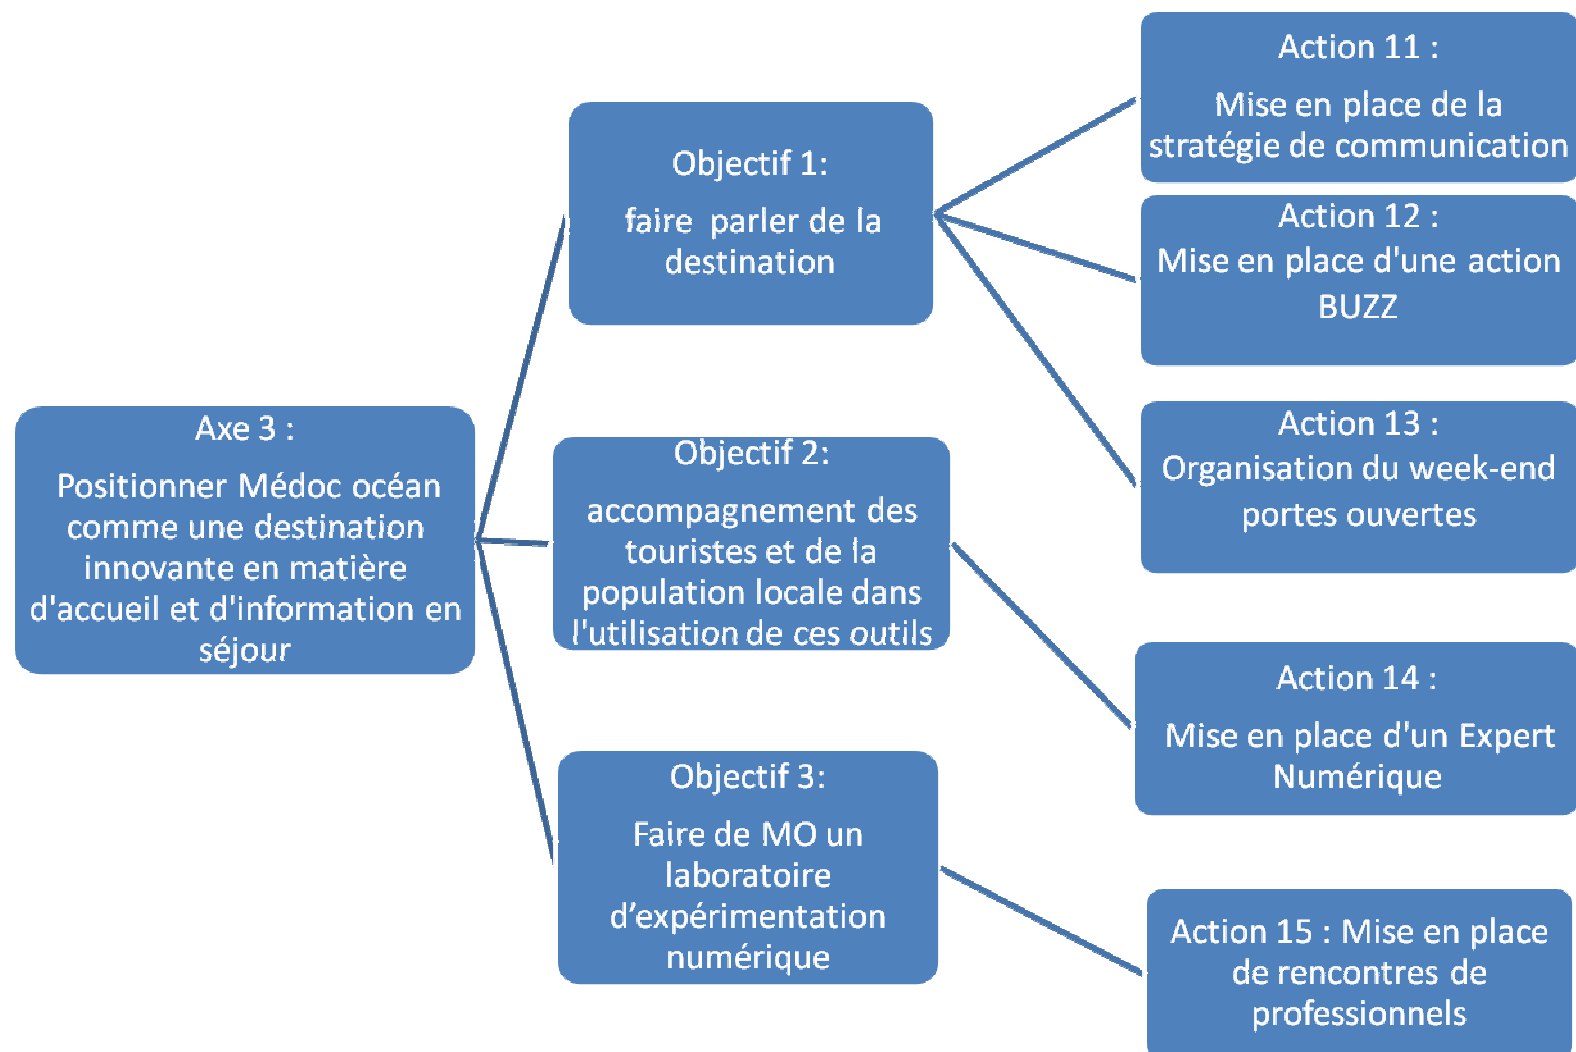 Axe 3 :
Positionner Médoc océan
comme une destination
innovante en matière
d'accueil et d'information en
séjour
Objectif 1:
faire parler de la
destination
Objectif 2:
accompagnement des
touristes et de la
population locale dans
l'utilisation de ces outils
Objectif 3:
Faire de MO un
laboratoire
d’expérimentation
numérique
Action 11 :
Mise en place de la
stratégie de communication
Action 12 :
Mise en place d'une action
BUZZ
Action 13 :
Organisation du week-end
portes ouvertes
Action 14 :
Mise en place d'un Expert
Numérique
Action 15 : Mise en place
de rencontres de
professionnels